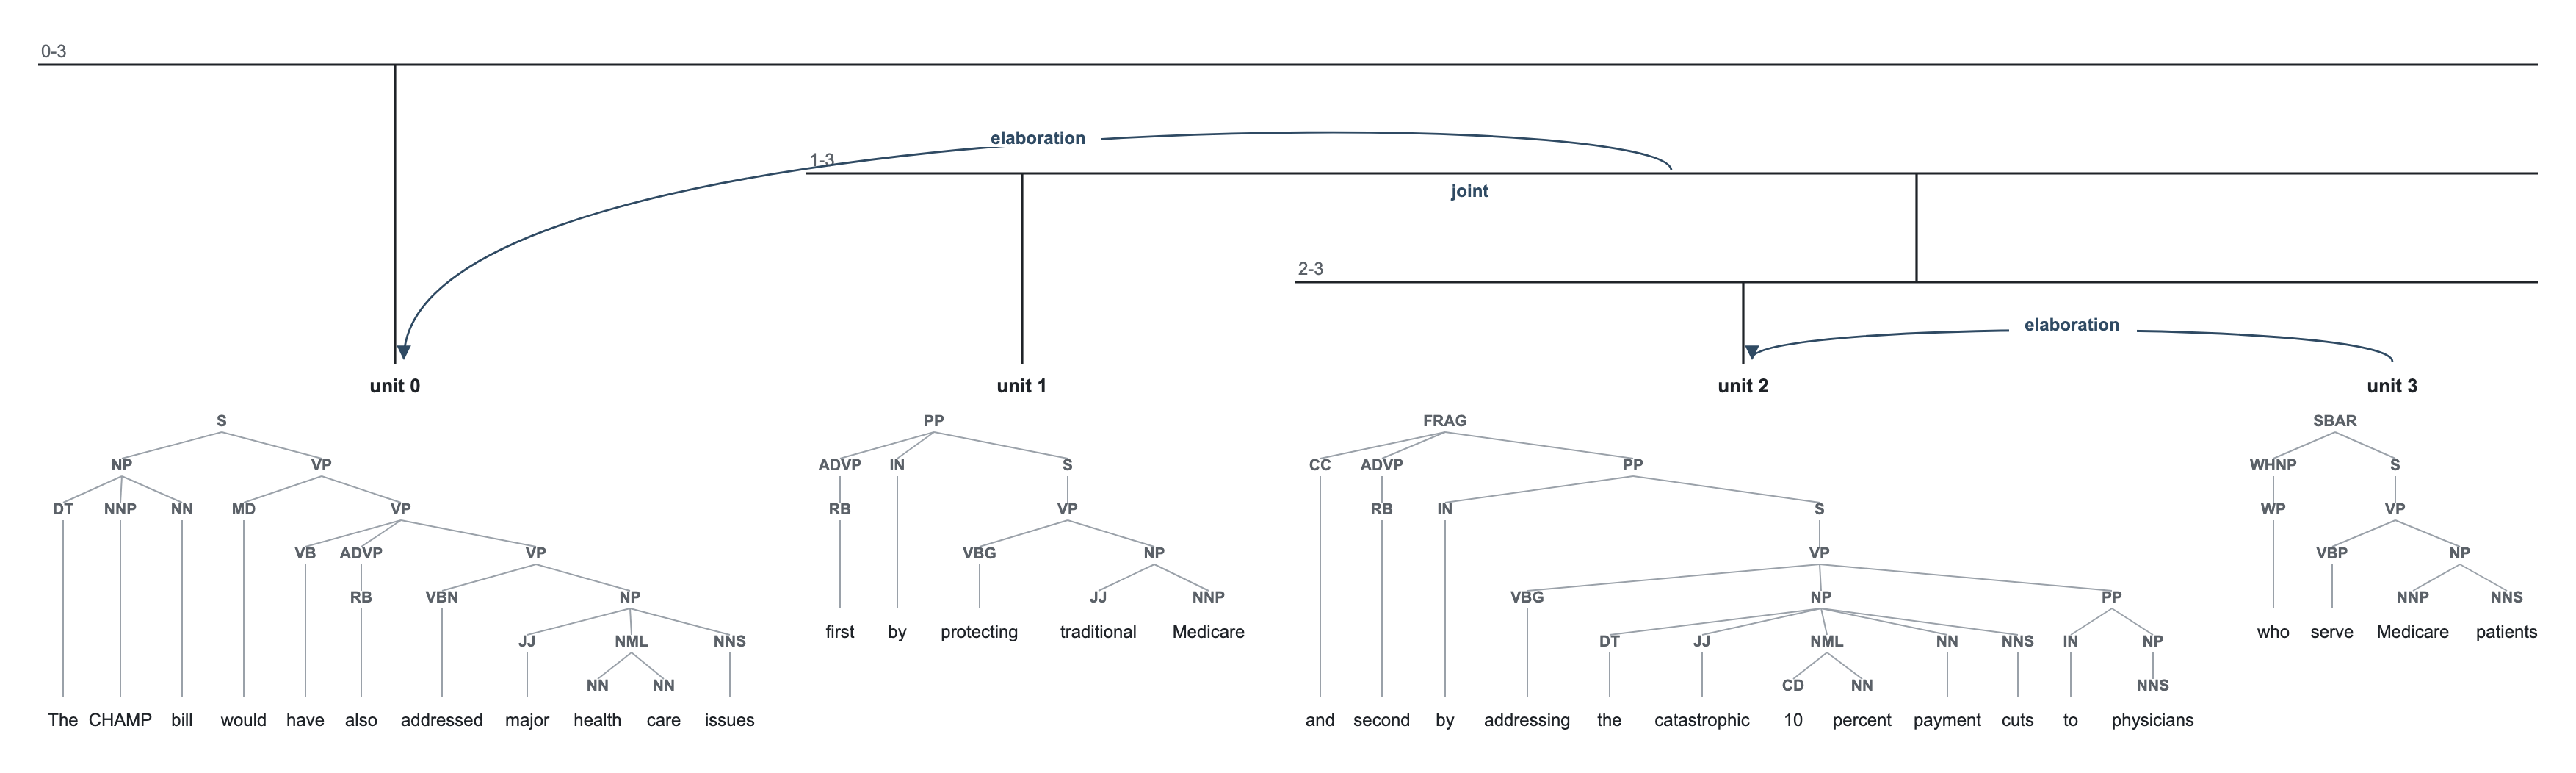 0-3
elaboration
1-3
joint
2-3
elaboration
unit 0 unit 1 unit 2 unit 3
S PP FRAG SBAR
NP VP ADVP IN S CC ADVP PP WHNP S
DT NNP NN MD VP RB VP RB IN S WP VP
VB ADVP VP VBG NP VP VBP NP
RB VBN NP JJ NNP VBG NP PP NNP NNS
first by protecting traditional Medicare who serve Medicare patients
JJ NML NNS DT JJ NML NN NNS IN NP
NN NN CD NN NNS
The CHAMP bill would have also addressed major health care issues and second by addressing the catastrophic 10 percent payment cuts to physicians